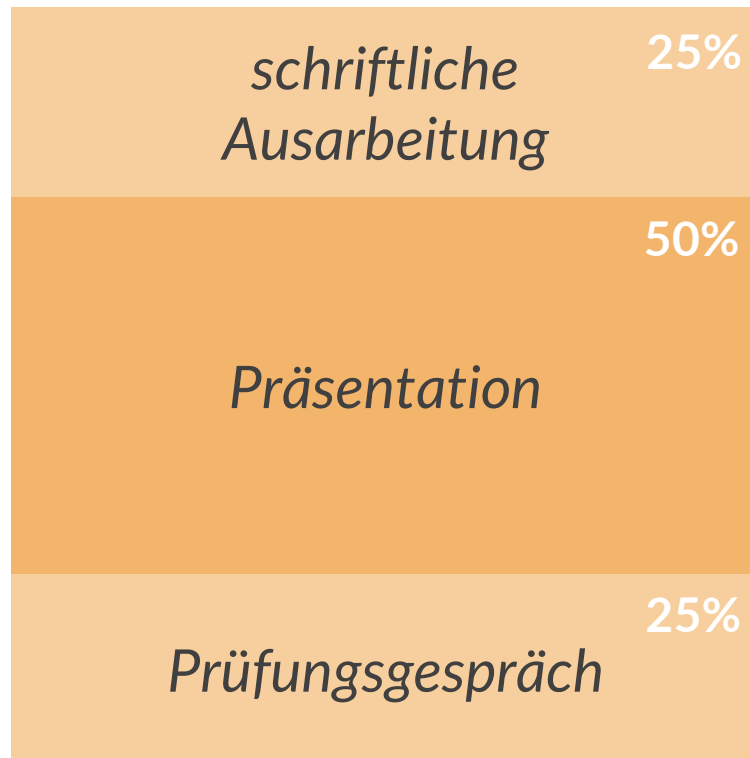 25%
schriftliche
Ausarbeitung
50%
Präsentation
25%
Prüfungsgespräch